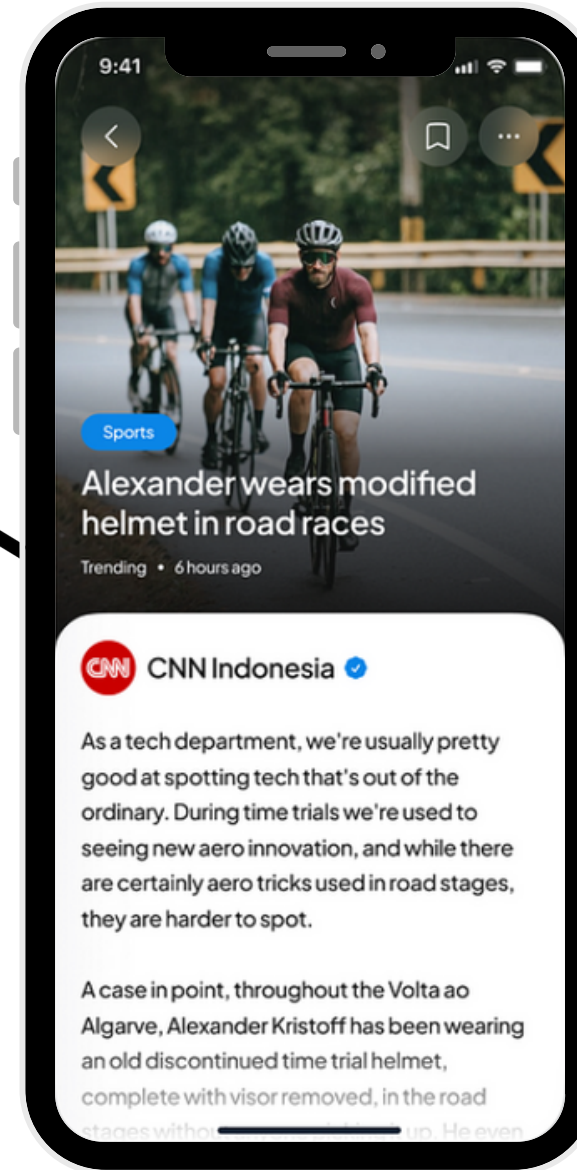 9:41
Sports
Alexander wears modified
helmet in road races
Trending • 6 hours ago
CNN
CNN Indonesia
As a tech department, we're usually pretty
good at spotting tech that's out of the
ordinary. During time trials we're used to
seeing new aero innovation, and while there
are certainly aero tricks used in road stages,
they are harder to spot.
A case in point, throughout the Volta ao
Algarve, Alexander Kristoff has been wearing
an old discontinued time trial helmet,
complete with visor removed, in the road
stages up. He even